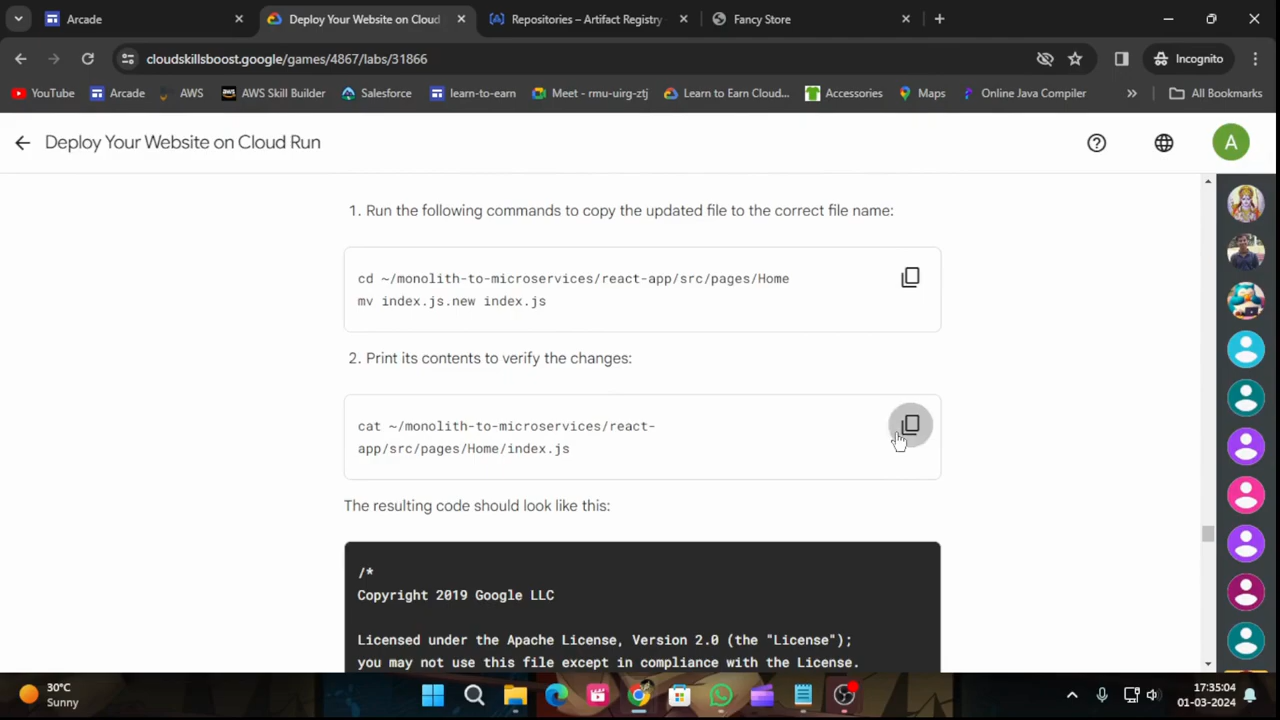 Arcade
Deploy Your Website on Cloud
Repositories – Artifact Registry
Fancy Store
cloudskillsboost.google/games/4867/labs/31866
Incognito
YouTube
Arcade
AWS
AWS Skill Builder
Salesforce
learn-to-earn
Meet - rmu-uirg-ztj
Learn to Earn Cloud...
Accessories
Maps
Online Java Compiler
All Bookmarks
Deploy Your Website on Cloud Run
A
1. Run the following commands to copy the updated file to the correct file name:
cd ~/monolith-to-microservices/react-app/src/pages/Home
mv index.js.new index.js
2. Print its contents to verify the changes:
cat ~/monolith-to-microservices/react-
app/src/pages/Home/index.js
The resulting code should look like this:
/*
Copyright 2019 Google LLC
Licensed under the Apache License, Version 2.0 (the "License");
you may not use this file except in compliance with the License.
30°C
Sunny
17:35:04
01-03-2024